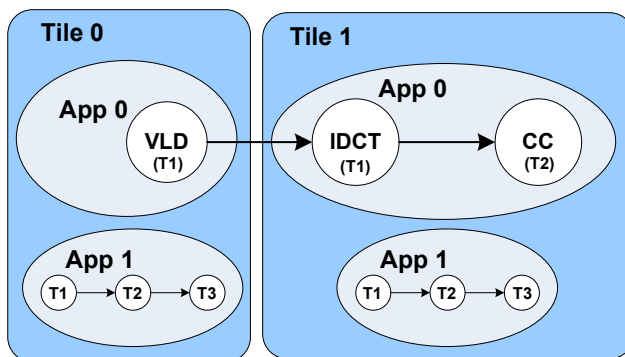 Tile 0
App 0
VLD
(T1)
App 1
T1
T2
T3
Tile 1
App 0
IDCT
(T1)
CC
(T2)
App 1
T1
T2
T3